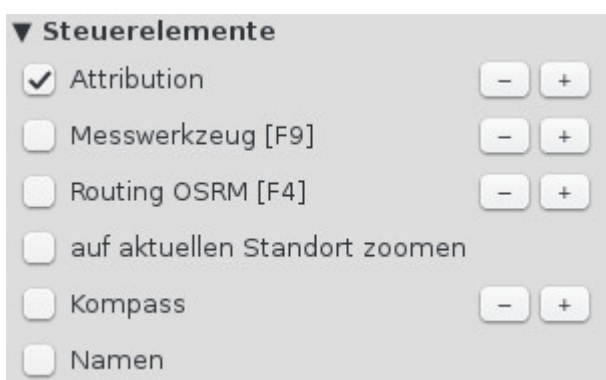 ▼ Steuerelemente
Attribution - +
Messwerkzeug [F9] - +
Routing OSRM [F4] - +
auf aktuellen Standort zoomen
Kompass - +
Namen